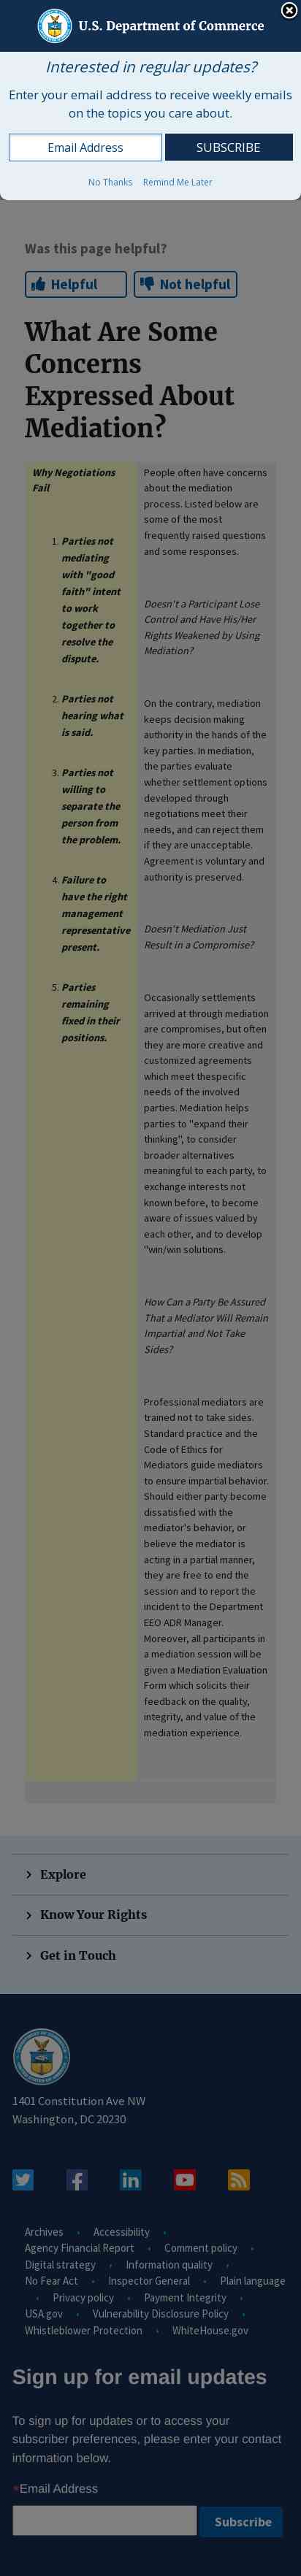 U.S. Department of Commerce
Interested in regular updates?
Enter your email address to receive weekly emails
on the topics you care about.
Email Address
SUBSCRIBE
No Thanks
Remind Me Later
Was this page helpful?
Helpful
Not helpful
What Are Some
Concerns
Expressed About
Mediation?
Why Negotiations
Fail
1. Parties not
mediating
with "good
faith" intent
to work
together to
resolve the
dispute.
2. Parties not
hearing what
is said.
3. Parties not
willing to
separate the
person from
the problem.
4. Failure to
have the right
management
representative
present.
5. Parties
remaining
fixed in their
positions.
People often have concerns
about the mediation
process. Listed below are
some of the most
frequently raised questions
and some responses.
Doesn't a Participant Lose
Control and Have His/Her
Rights Weakened by Using
Mediation?
On the contrary, mediation
keeps decision making
authority in the hands of the
key parties. In mediation,
the parties evaluate
whether settlement options
developed through
negotiations meet their
needs, and can reject them
if they are unacceptable.
Agreement is voluntary and
authority is preserved.
Doesn't Mediation Just
Result in a Compromise?
Occasionally settlements
arrived at through mediation
are compromises, but often
they are more creative and
customized agreements
which meet thespecific
needs of the involved
parties. Mediation helps
parties to "expand their
thinking", to consider
broader alternatives
meaningful to each party, to
exchange interests not
known before, to become
aware of issues valued by
each other, and to develop
"win/win solutions.
How Can a Party Be Assured
That a Mediator Will Remain
Impartial and Not Take
Sides?
Professional mediators are
trained not to take sides.
Standard practice and the
Code of Ethics for
Mediators guide mediators
to ensure impartial behavior.
Should either party become
dissatisfied with the
mediator's behavior, or
believe the mediator is
acting in a partial manner,
they are free to end the
session and to report the
incident to the Department
EEO ADR Manager.
Moreover, all participants in
a mediation session will be
given a Mediation Evaluation
Form which solicits their
feedback on the quality,
integrity, and value of the
mediation experience.
Explore
Know Your Rights
Get in Touch
1401 Constitution Ave NW
Washington, DC 20230
Archives • Accessibility •
Agency Financial Report • Comment policy •
Digital strategy • Information quality •
No Fear Act • Inspector General • Plain language
• Privacy policy • Payment Integrity •
USA.gov • Vulnerability Disclosure Policy •
Whistleblower Protection • WhiteHouse.gov
Sign up for email updates
To sign up for updates or to access your
subscriber preferences, please enter your contact
information below.
*Email Address
Subscribe